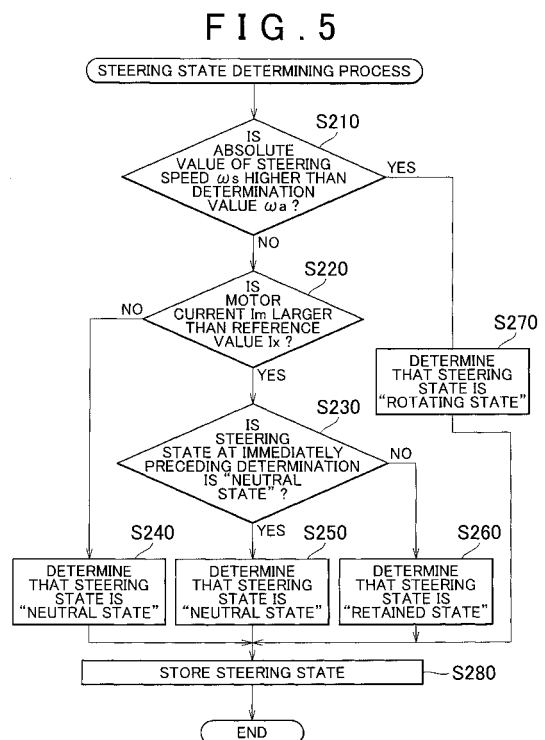 FIG.5
STEERING STATE DETERMINING PROCESS
S210
IS
ABSOLUTE
VALUE OF STEERING
SPEED ωs HIGHER THAN
DETERMINATION
VALUE ωa ?
YES
NO
S220
IS
MOTOR
CURRENT Im LARGER
THAN REFERENCE
VALUE Ix ?
NO
YES
S270
DETERMINE
THAT STEERING
STATE IS
“ROTATING STATE”
S230
IS
STEERING
STATE AT IMMEDIATELY
PRECEDING DETERMINATION
IS “NEUTRAL
STATE” ?
NO
YES
S240
DETERMINE
THAT STEERING
STATE IS
“NEUTRAL STATE”
S250
DETERMINE
THAT STEERING
STATE IS
“NEUTRAL STATE”
S260
DETERMINE
THAT STEERING
STATE IS
“RETAINED STATE”
STORE STEERING STATE
S280
END